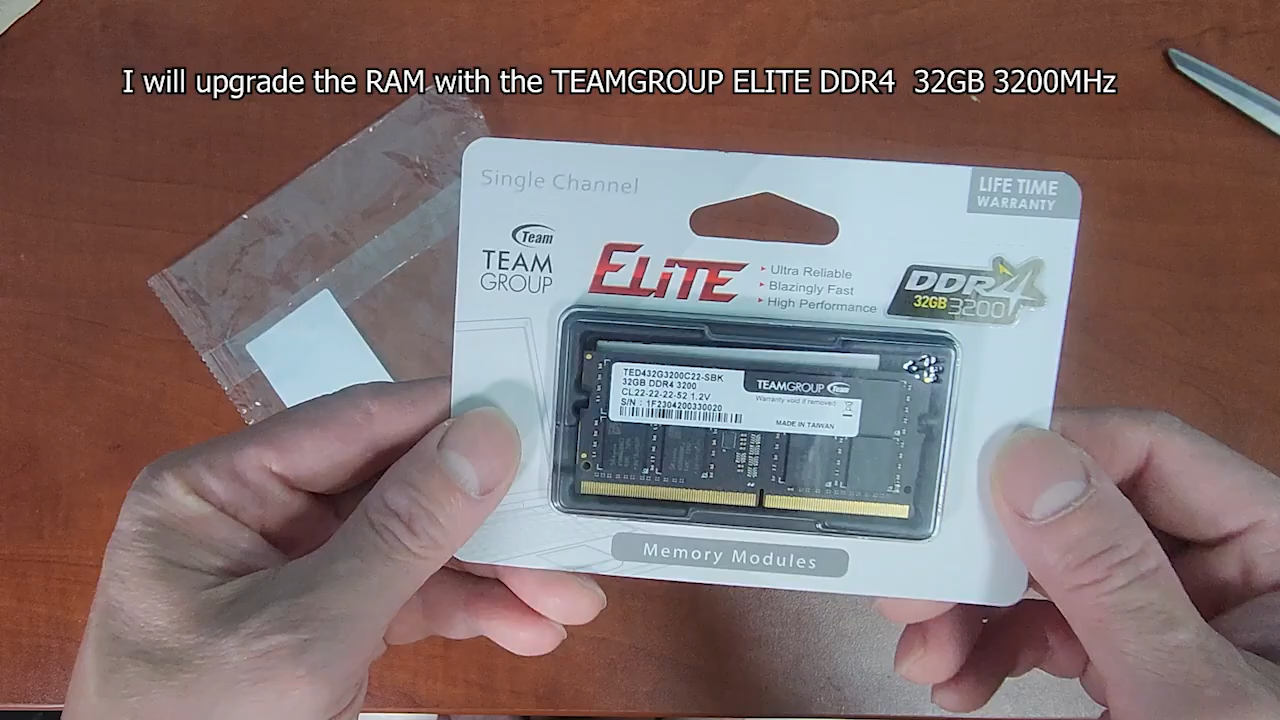 I will upgrade the RAM with the TEAMGROUP ELITE DDR4  32GB 3200MHz
Single Channel
LIFE TIME
WARRANTY
Team
TEAM
GROUP
ELITE
Ultra Reliable
Blazingly Fast
High Performance
DDR4
32GB 3200
TED432G3200C22-SBK
32GB DDR4 3200
CL22-22-22-52 1.2V
S/N : 1F2304200330020
TEAMGROUP Team
Warranty void if removed
MADE IN TAIWAN
Memory Modules